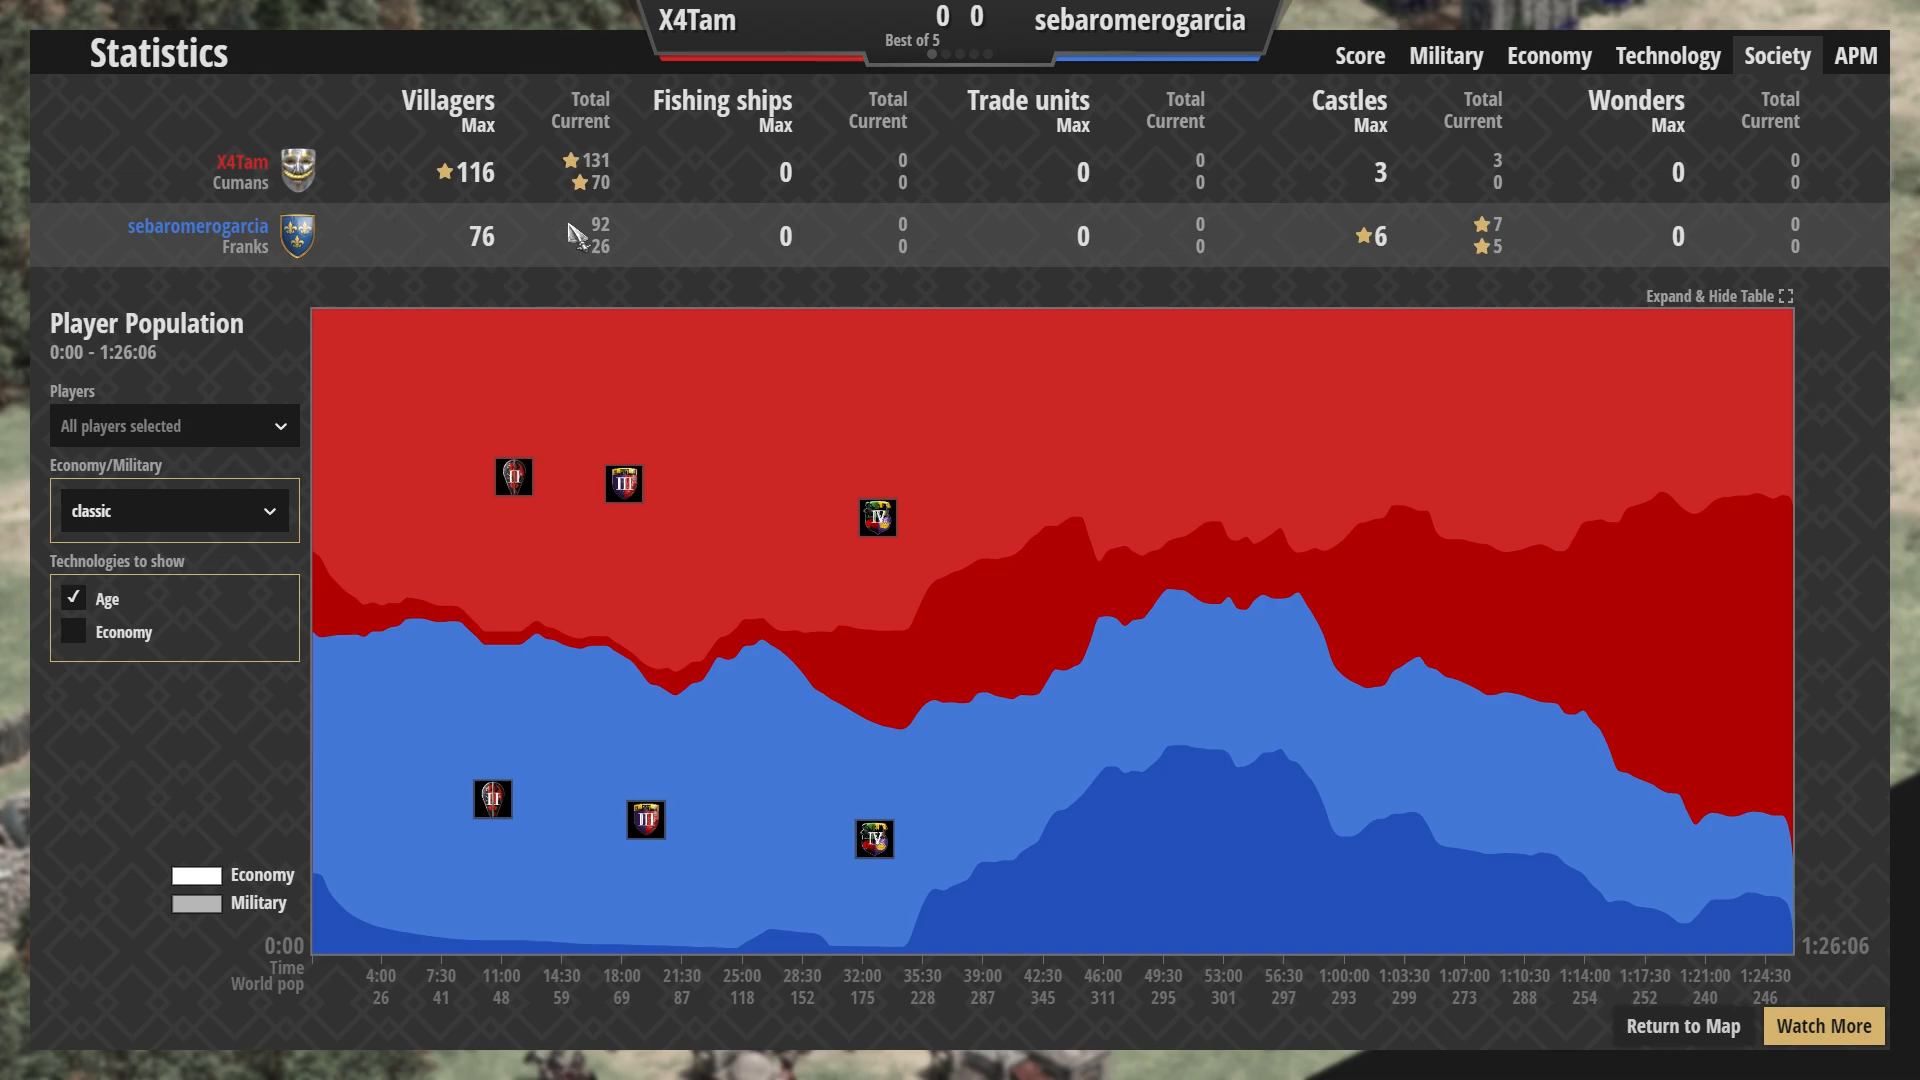 X4Tam 0 0 sebaromerogarcia
Best of 5
Statistics
Score Military Economy Technology Society APM
Villagers Total Fishing ships Total Trade units Total Castles Total Wonders Total
Max Current Max Current Max Current Max Current Max Current
X4Tam
Cumans
116 131 0 0 0 0 3 3 0 0
70 0 0 0 0
sebaromerogarcia
Franks
76 92 0 0 0 0 6 7 0 0
26 0 0 5 0
Expand & Hide Table
Player Population
0:00 - 1:26:06
Players
All players selected
Economy/Military
classic
Technologies to show
Age
Economy
II III IV
II III IV
Economy
Military
0:00 1:26:06
Time 4:00 7:30 11:00 14:30 18:00 21:30 25:00 28:30 32:00 35:30 39:00 42:30 46:00 49:30 53:00 56:30 1:00:00 1:03:30 1:07:00 1:10:30 1:14:00 1:17:30 1:21:00 1:24:30
World pop 26 41 48 59 69 87 118 152 175 228 287 345 311 295 301 297 293 299 273 288 254 252 240 246
Return to Map Watch More